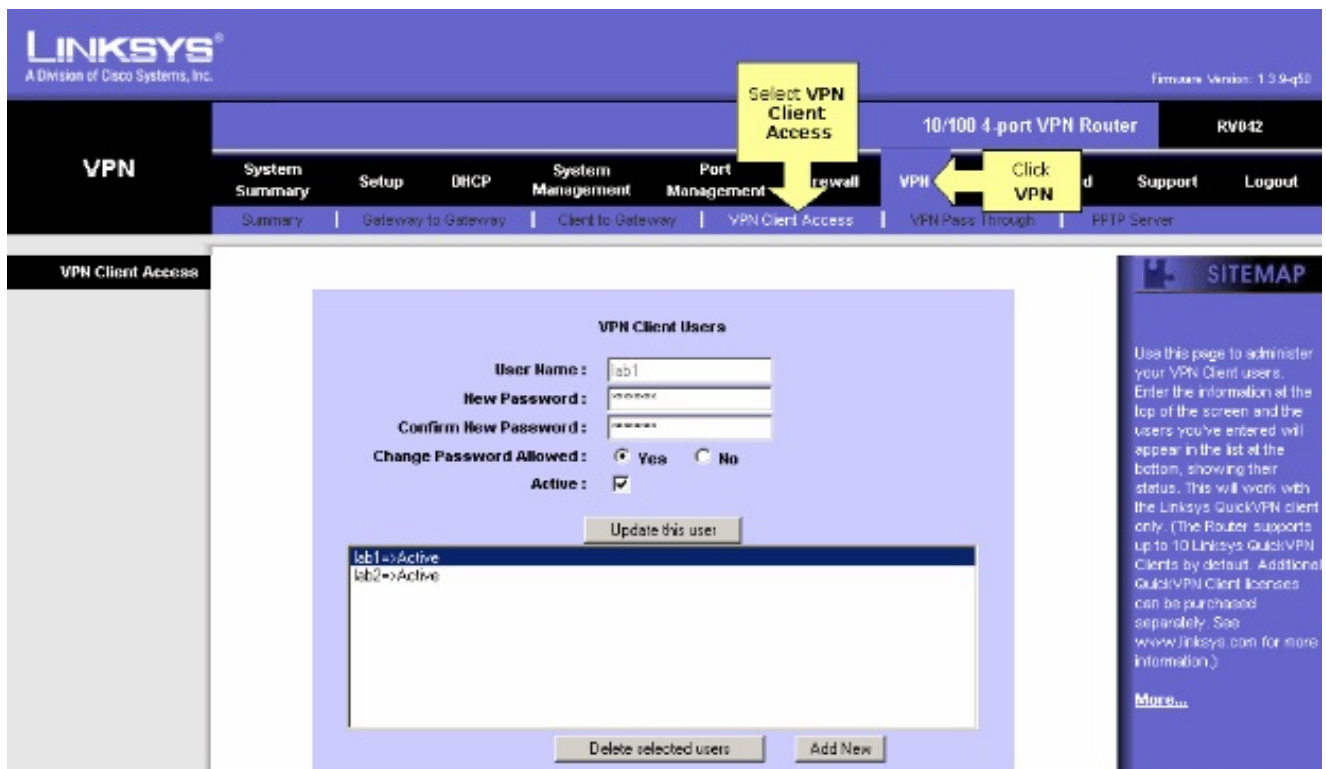 LINKSYS®
A Division of Cisco Systems, Inc.
Firmware Version: 1.3.9-q50
Select VPN
Client
Access
10/100 4-port VPN Router
RV042
VPN
System
Summary
Setup
DHCP
System
Management
Port
Management
VPN
Click
VPN
Support
Logout
Summary | Gateway to Gateway | Client to Gateway | VPN Client Access | VPN Pass Through | PPTP Server
VPN Client Access
VPN Client Users
User Name : lab1
New Password : *******
Confirm New Password : *******
Change Password Allowed : Yes No
Active :
Update this user
lab1=>Active
lab2=>Active
Delete selected users
Add New
SITEMAP
Use this page to administer
your VPN Client users.
Enter the information at the
top of the screen and the
users you've entered will
appear in the list at the
bottom, showing their
status. This will work with
the Linksys QuickVPN client
only. (The Router supports
up to 10 Linksys QuickVPN
Clients by default. Additional
QuickVPN Client licenses
can be purchased
separately. See
www.linksys.com for more
information.)
More...